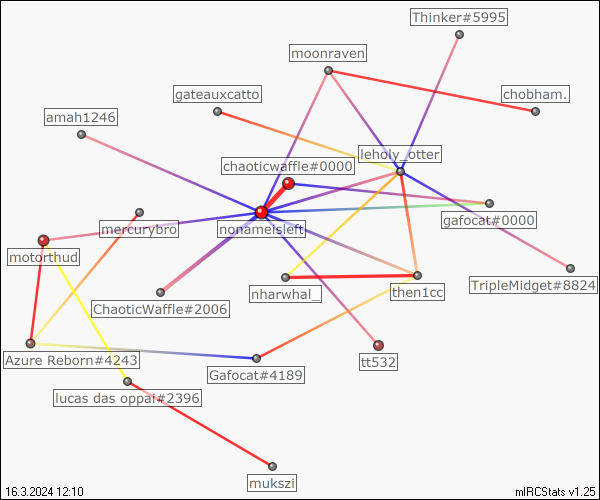 Thinker#5995
moonraven
gateauxcatto
chobham.
amah1246
leholy_otter
chaoticwaffle#0000
mercurybro
nonameisleft
gafocat#0000
motorthud
nharwhal_
then1cc
TripleMidget#8824
ChaoticWaffle#2006
Azure Reborn#4243
Gafocat#4189
tt532
lucas das oppai#2396
mukszi
16.3.2024 12:10
mIRCStats v1.25